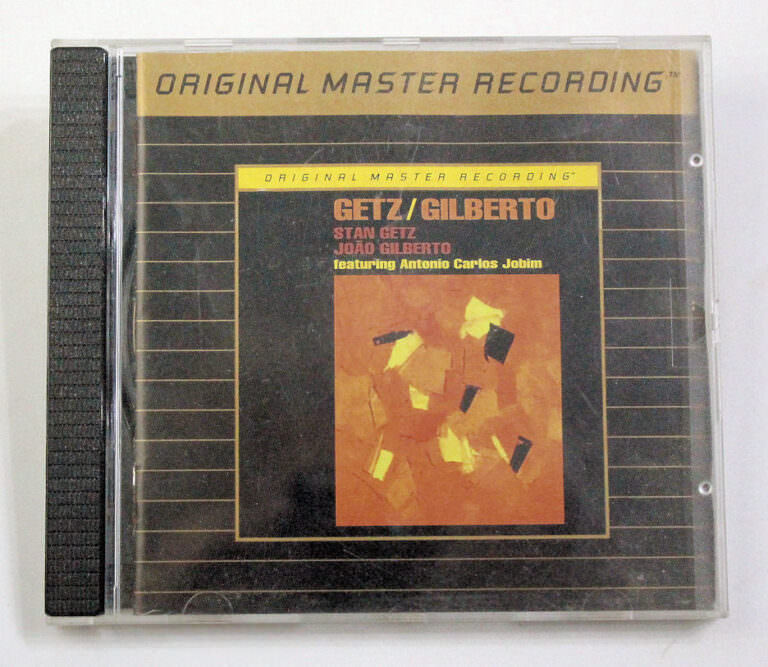 ORIGINAL MASTER RECORDING™
ORIGINAL MASTER RECORDING™
GETZ/GILBERTO
STAN GETZ
JOÃO GILBERTO
featuring Antonio Carlos Jobim